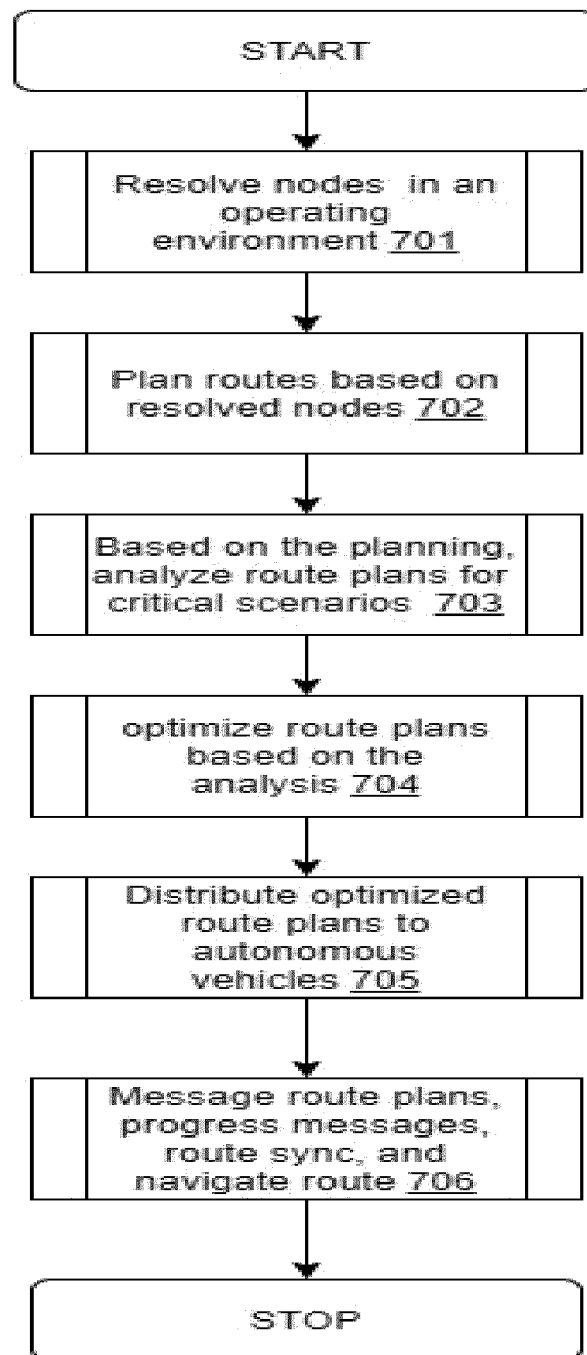 START
Resolve nodes in an
operating
environment 701
Plan routes based on
resolved nodes 702
Based on the planning,
analyze route plans for
critical scenarios 703
optimize route plans
based on the
analysis 704
Distribute optimized
route plans to
autonomous
vehicles 705
Message route plans,
progress messages,
route sync, and
navigate route 706
STOP